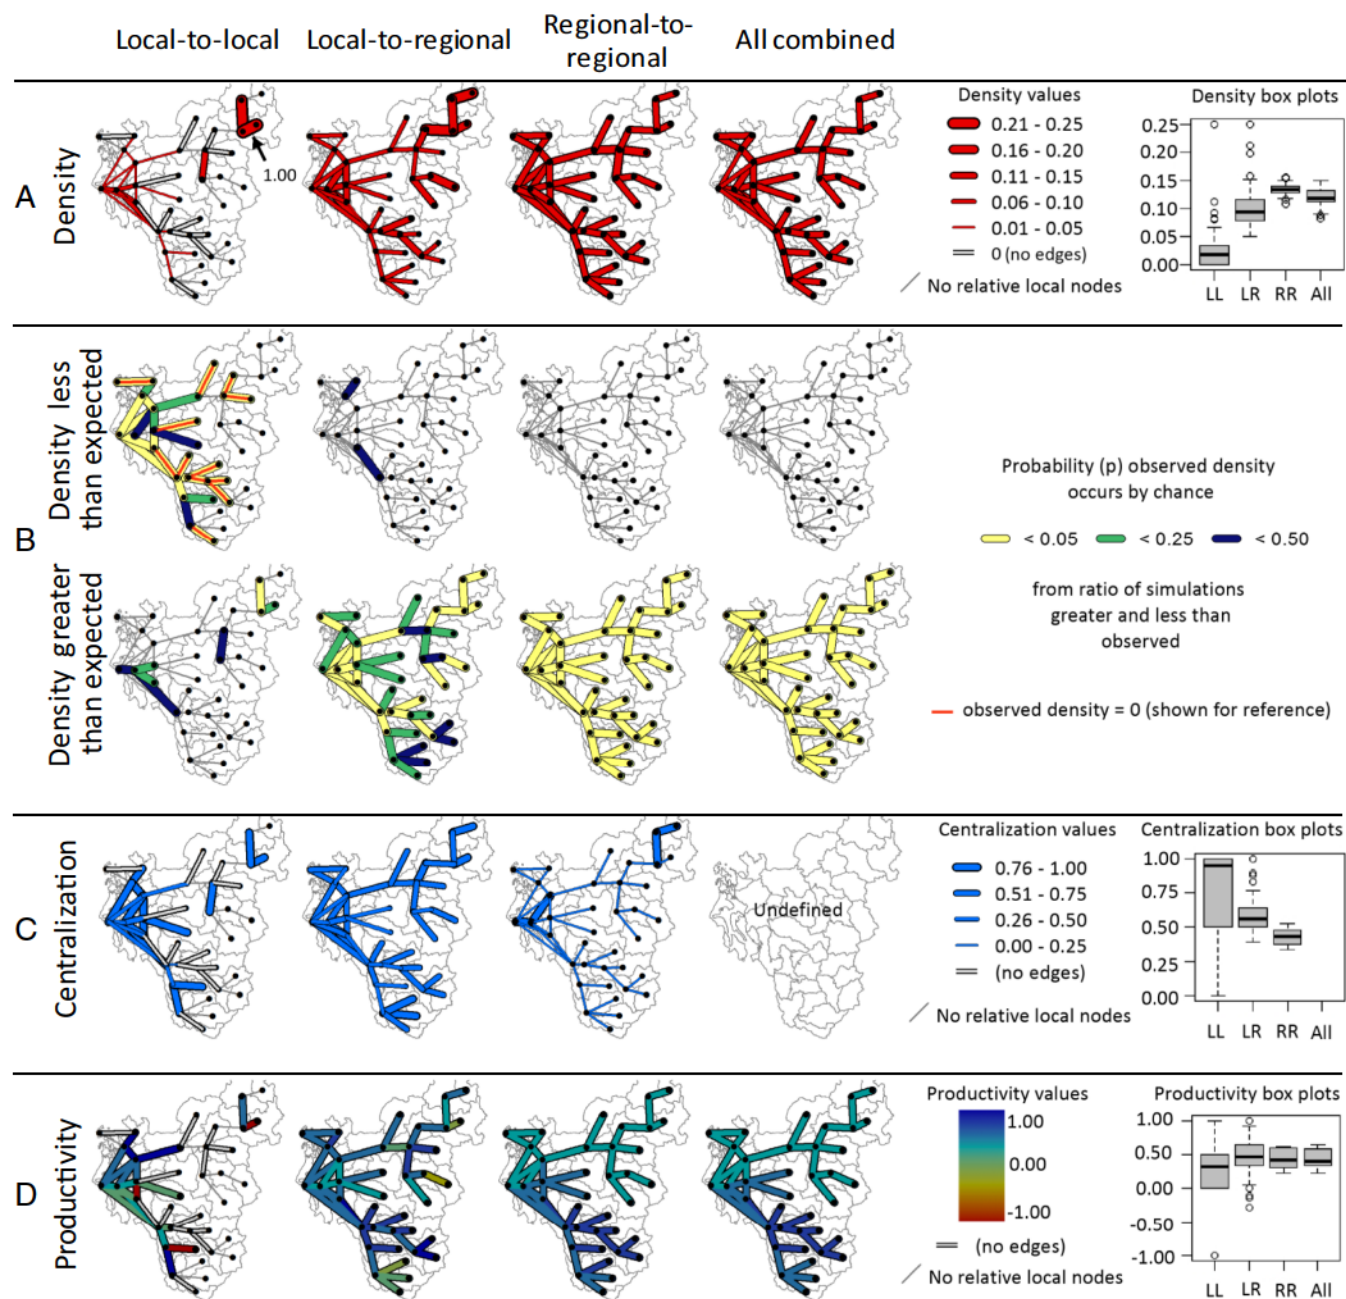 Local-to-local
Local-to-regional
Regional-to-
regional
All combined
A
Density
1.00
Density values
0.21 - 0.25
0.16 - 0.20
0.11 - 0.15
0.06 - 0.10
0.01 - 0.05
0 (no edges)
No relative local nodes
Density box plots
0.25
0.20
0.15
0.10
0.05
0.00
LL
LR
RR
All
B
Density less
than expected
Density greater
than expected
Probability (p) observed density
occurs by chance
< 0.05
< 0.25
< 0.50
from ratio of simulations
greater and less than
observed
observed density = 0 (shown for reference)
C
Centralization
Undefined
Centralization values
0.76 - 1.00
0.51 - 0.75
0.26 - 0.50
0.00 - 0.25
(no edges)
No relative local nodes
Centralization box plots
1.00
0.75
0.50
0.25
0.00
LL
LR
RR
All
D
Productivity
Productivity values
1.00
0.00
-1.00
(no edges)
No relative local nodes
Productivity box plots
1.00
0.50
0.00
-0.50
-1.00
LL
LR
RR
All